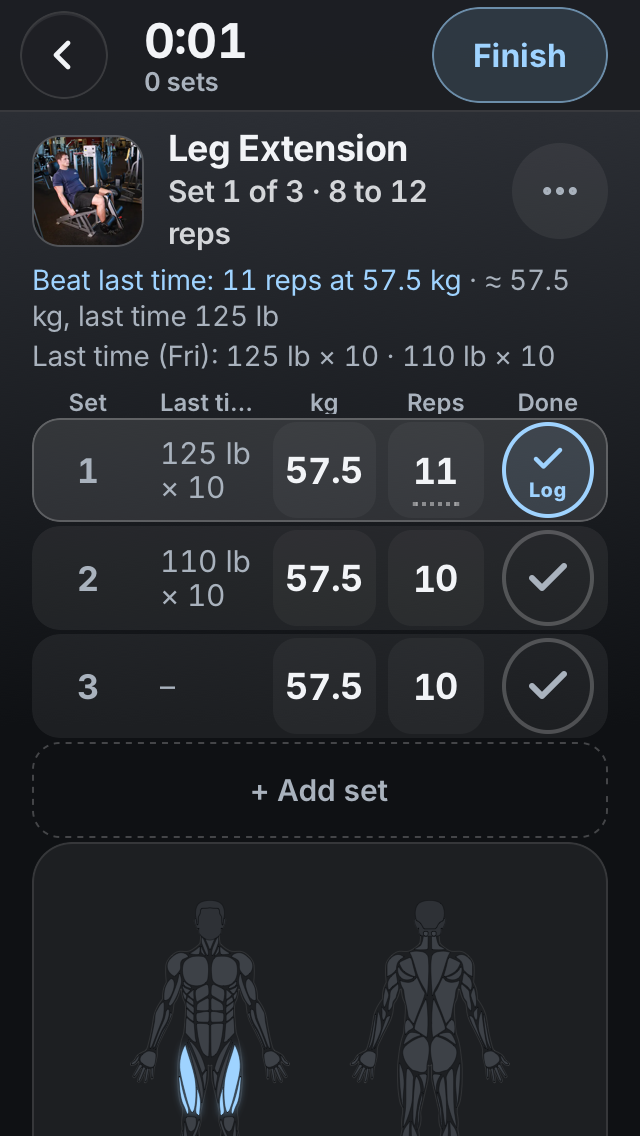 0:01
0 sets
Finish
Leg Extension
Set 1 of 3 · 8 to 12
reps
Beat last time: 11 reps at 57.5 kg · ≈ 57.5
kg, last time 125 lb
Last time (Fri): 125 lb × 10 · 110 lb × 10
Set Last ti... kg Reps Done
1 125 lb × 10 57.5 11 Log
2 110 lb × 10 57.5 10
3 – 57.5 10
+ Add set